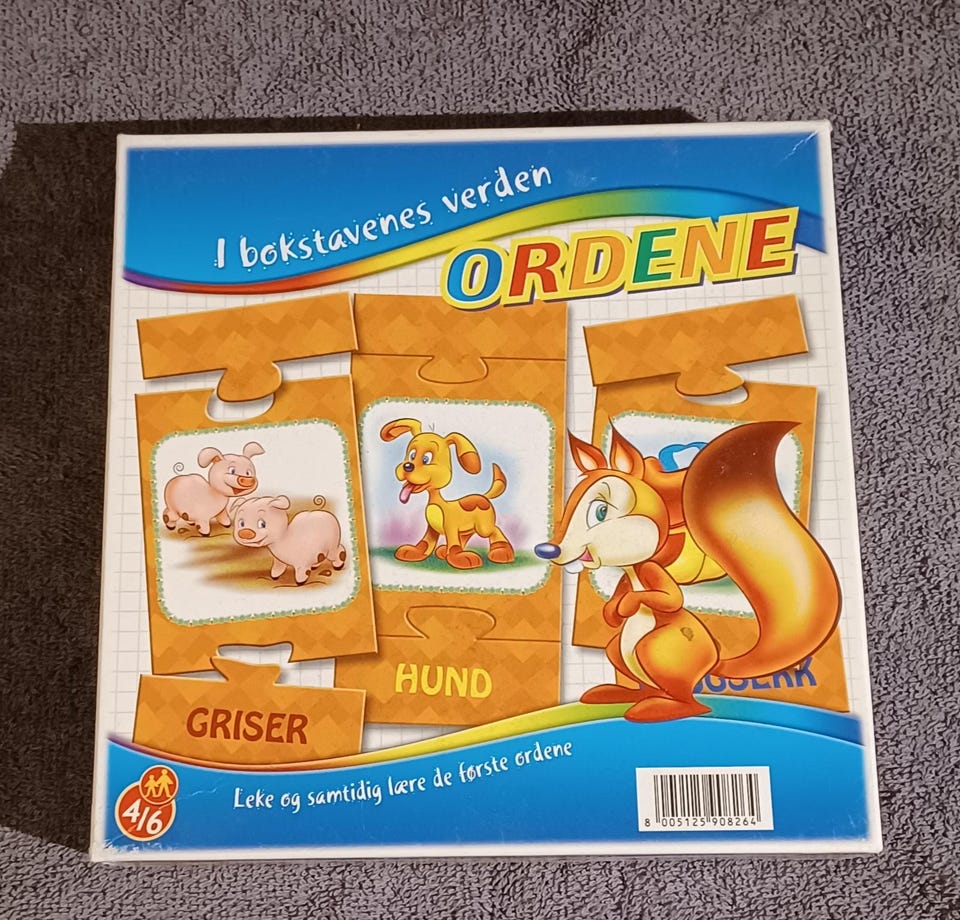 I bokstavenes verden
ORDENE
HUND
GRISER
Leke og samtidig lære de første ordene
4/6
8 005125 908264